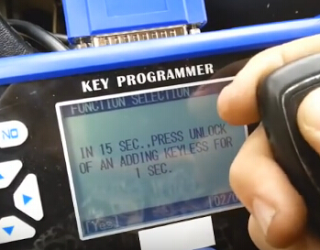 KEY PROGRAMMER
FUNCTION SELECTION
IN 15 SEC.,PRESS UNLOCK
OF AN ADDING KEYLESS FOR
1 SEC.
NO